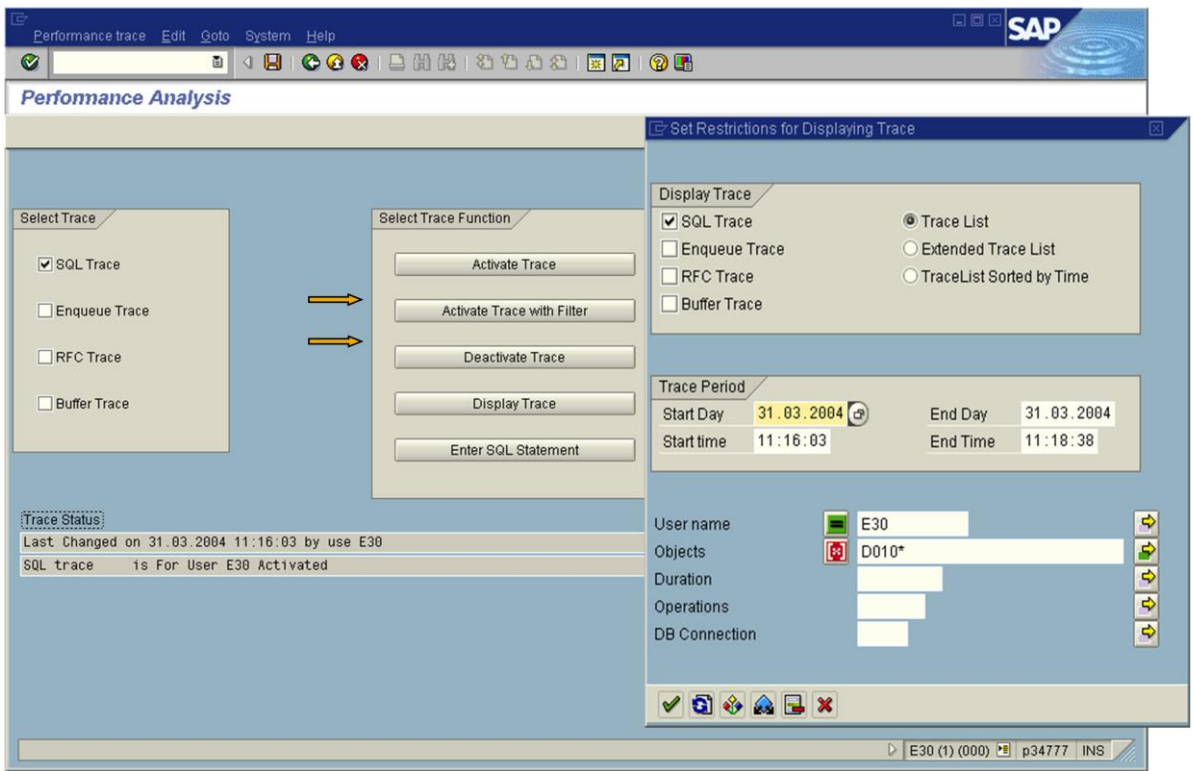 Performance trace Edit Goto System Help
SAP
Performance Analysis
Select Trace
SQL Trace
Enqueue Trace
RFC Trace
Buffer Trace
Select Trace Function
Activate Trace
Activate Trace with Filter
Deactivate Trace
Display Trace
Enter SQL Statement
Trace Status
Last Changed on 31.03.2004 11:16:03 by use E30
SQL trace is For User E30 Activated
Set Restrictions for Displaying Trace
Display Trace
SQL Trace Trace List
Enqueue Trace Extended Trace List
RFC Trace TraceList Sorted by Time
Buffer Trace
Trace Period
Start Day 31.03.2004 End Day 31.03.2004
Start time 11:16:03 End Time 11:18:38
User name E30
Objects D010*
Duration
Operations
DB Connection
E30 (1) (000) p34777 INS